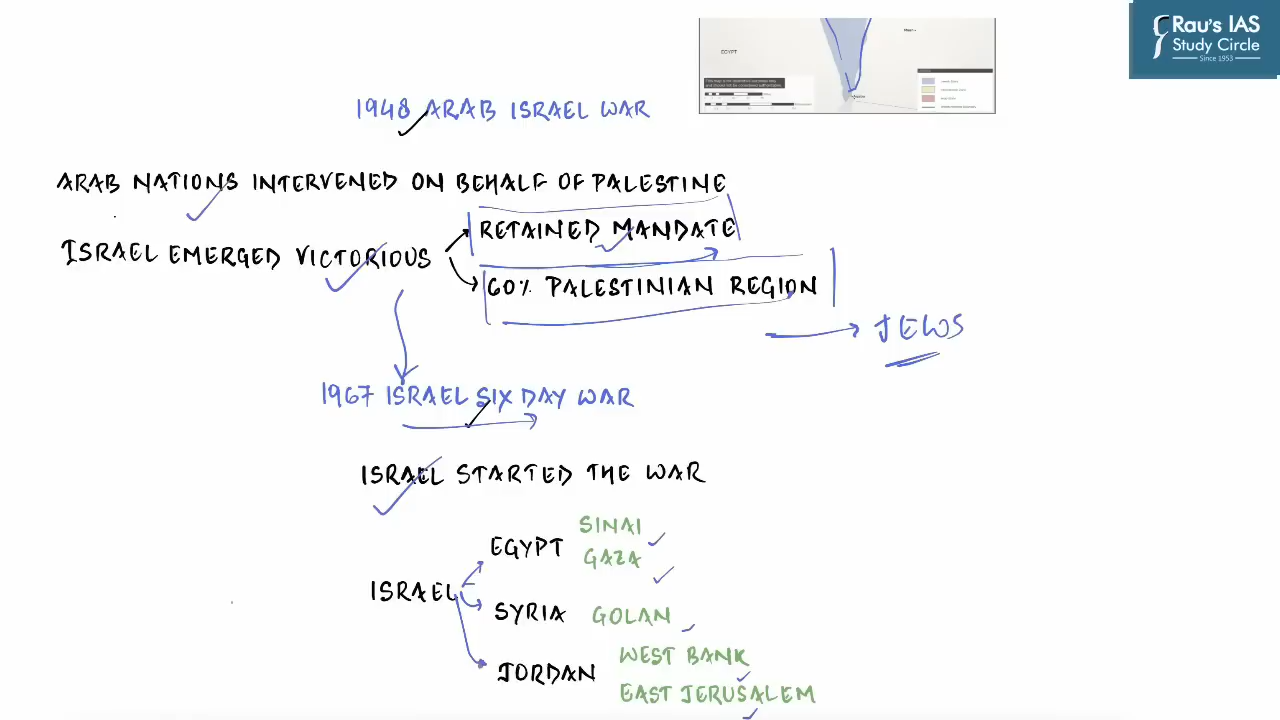 Rau's IAS
Study Circle
Since 1953
EGYPT
1948 ARAB ISRAEL WAR
ARAB NATIONS INTERVENED ON BEHALF OF PALESTINE
ISRAEL EMERGED VICTORIOUS
RETAINED MANDATE
60% PALESTINIAN REGION
JEWS
1967 ISRAEL SIX DAY WAR
ISRAEL STARTED THE WAR
ISRAEL
EGYPT SINAI
GAZA
SYRIA GOLAN
JORDAN WEST BANK
EAST JERUSALEM